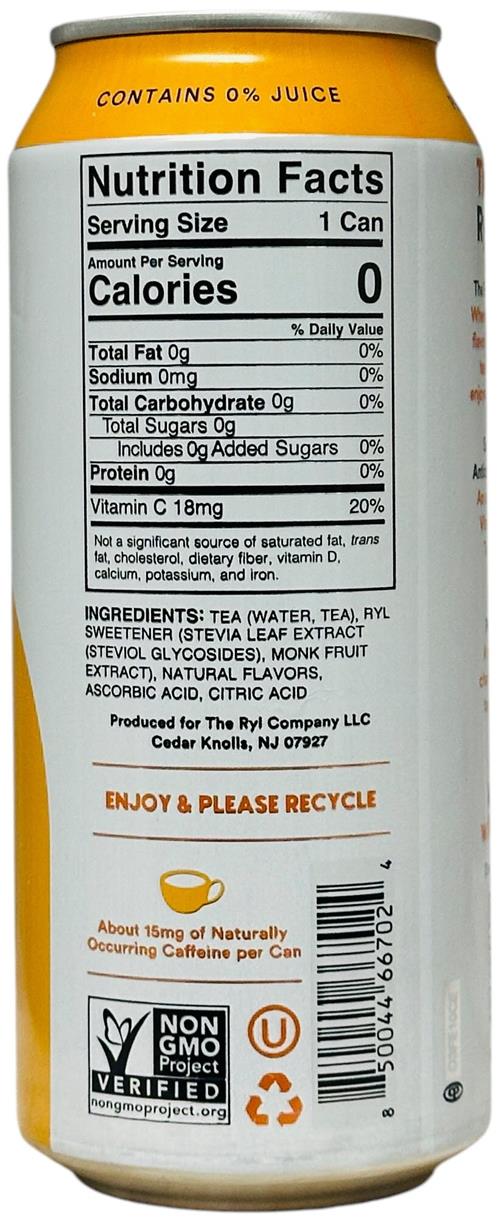 CONTAINS 0% JUICE
Nutrition Facts
Serving Size 1 Can
Amount Per Serving
Calories 0
% Daily Value
Total Fat 0g 0%
Sodium 0mg 0%
Total Carbohydrate 0g 0%
Total Sugars 0g
Includes 0g Added Sugars 0%
Protein 0g 0%
Vitamin C 18mg 20%
Not a significant source of saturated fat, trans
fat, cholesterol, dietary fiber, vitamin D,
calcium, potassium, and iron.
INGREDIENTS: TEA (WATER, TEA), RYL
SWEETENER (STEVIA LEAF EXTRACT
(STEVIOL GLYCOSIDES), MONK FRUIT
EXTRACT), NATURAL FLAVORS,
ASCORBIC ACID, CITRIC ACID
Produced for The Ryl Company LLC
Cedar Knolls, NJ 07927
ENJOY & PLEASE RECYCLE
About 15mg of Naturally
Occurring Caffeine per Can
NON
GMO
Project
VERIFIED
nongmoproject.org
U
8 50044 66702 4